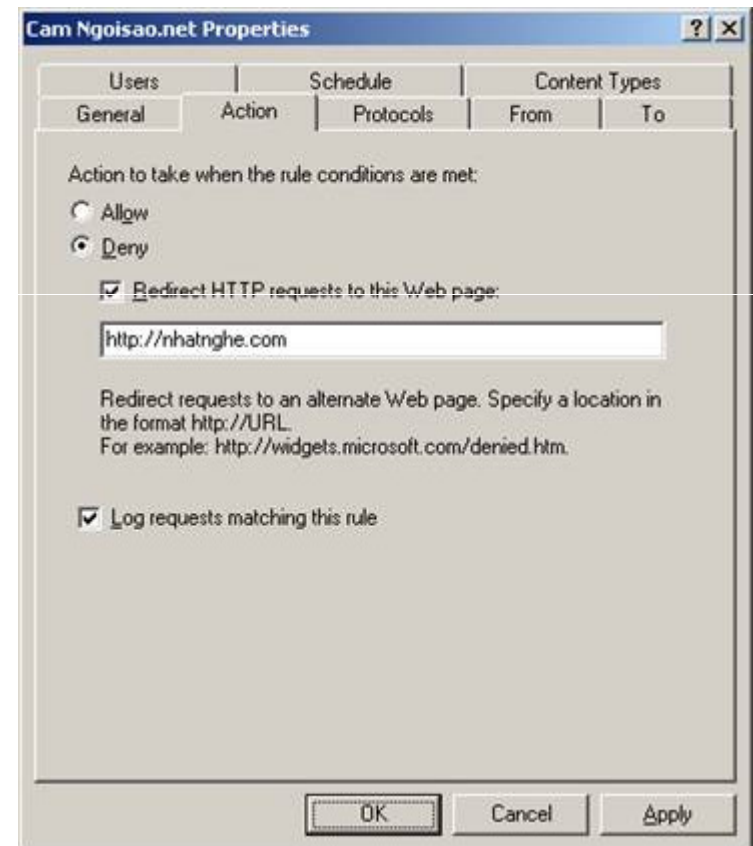 Cam Ngoisao.net Properties
Users Schedule Content Types
General Action Protocols From To
Action to take when the rule conditions are met:
Allow
Deny
Redirect HTTP requests to this Web page:
http://nhatnghe.com
Redirect requests to an alternate Web page. Specify a location in
the format http://URL.
For example: http://widgets.microsoft.com/denied.htm.
Log requests matching this rule
OK Cancel Apply